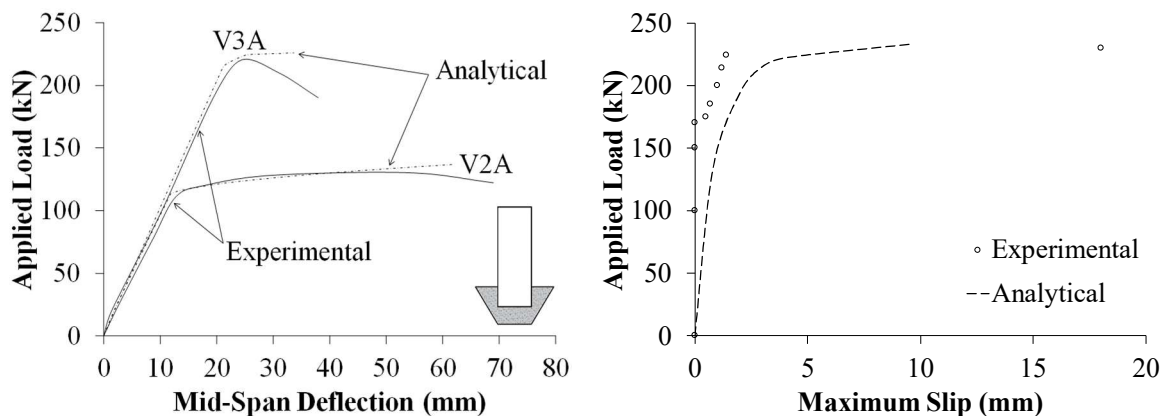 250
200
150
100
50
0
Applied Load (kN)
V3A
Analytical
V2A
Experimental
0 10 20 30 40 50 60 70 80
Mid-Span Deflection (mm)
250
200
150
100
50
0
Applied Load (kN)
Experimental
Analytical
0 5 10 15 20
Maximum Slip (mm)